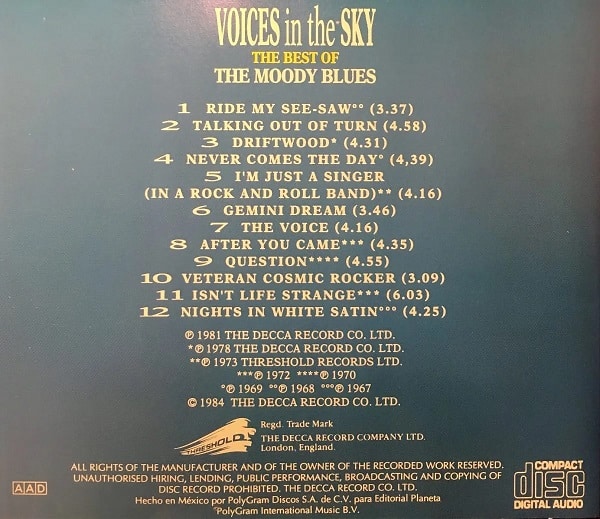 VOICES in the SKY
THE BEST OF
THE MOODY BLUES
1 RIDE MY SEE-SAW°° (3.37)
2 TALKING OUT OF TURN (4.58)
3 DRIFTWOOD* (4.31)
4 NEVER COMES THE DAY° (4,39)
5 I'M JUST A SINGER
(IN A ROCK AND ROLL BAND)** (4.16)
6 GEMINI DREAM (3.46)
7 THE VOICE (4.16)
8 AFTER YOU CAME*** (4.35)
9 QUESTION**** (4.55)
10 VETERAN COSMIC ROCKER (3.09)
11 ISN'T LIFE STRANGE*** (6.03)
12 NIGHTS IN WHITE SATIN°°° (4.25)
℗ 1981 THE DECCA RECORD CO. LTD.
*℗ 1978 THE DECCA RECORD CO. LTD.
**℗ 1973 THRESHOLD RECORDS LTD.
***℗ 1972 ****℗ 1970
°℗ 1969 °°℗ 1968 °°°℗ 1967
© 1984 THE DECCA RECORD CO. LTD.
THRESHOLD
Regd. Trade Mark
THE DECCA RECORD COMPANY LTD.
London, England.
ALL RIGHTS OF THE MANUFACTURER AND OF THE OWNER OF THE RECORDED WORK RESERVED.
UNAUTHORISED HIRING, LENDING, PUBLIC PERFORMANCE, BROADCASTING AND COPYING OF
DISC RECORD PROHIBITED. THE DECCA RECORD CO. LTD.
Hecho en México por PolyGram Discos S.A. de C.V. para Editorial Planeta
°PolyGram International Music B.V.
AAD
COMPACT
disc
DIGITAL AUDIO